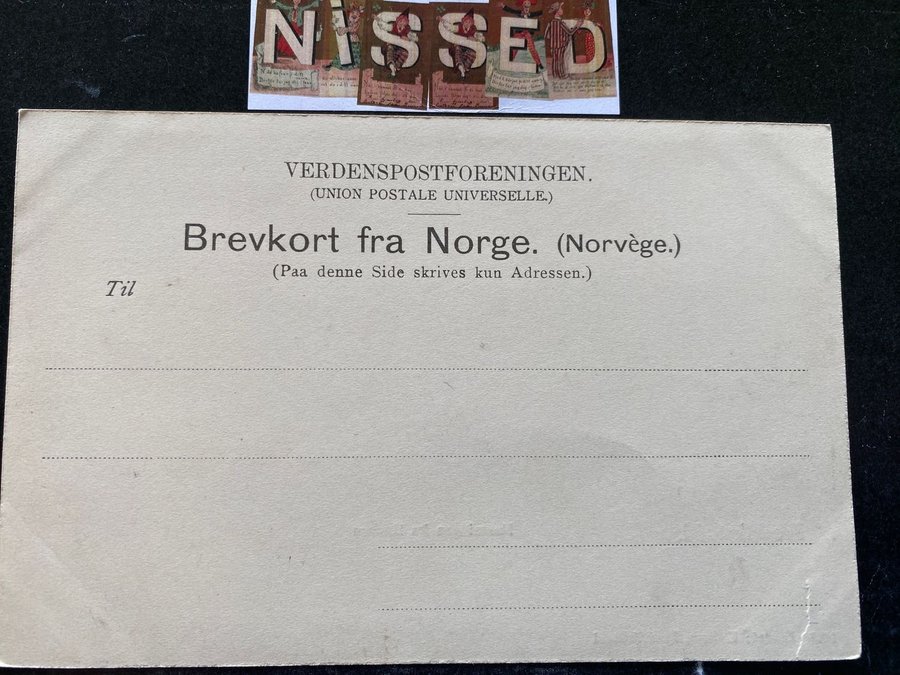 NiSSED
VERDENSPOSTFORENINGEN.
(UNION POSTALE UNIVERSELLE.)
Brevkort fra Norge. (Norvège.)
(Paa denne Side skrives kun Adressen.)
Til